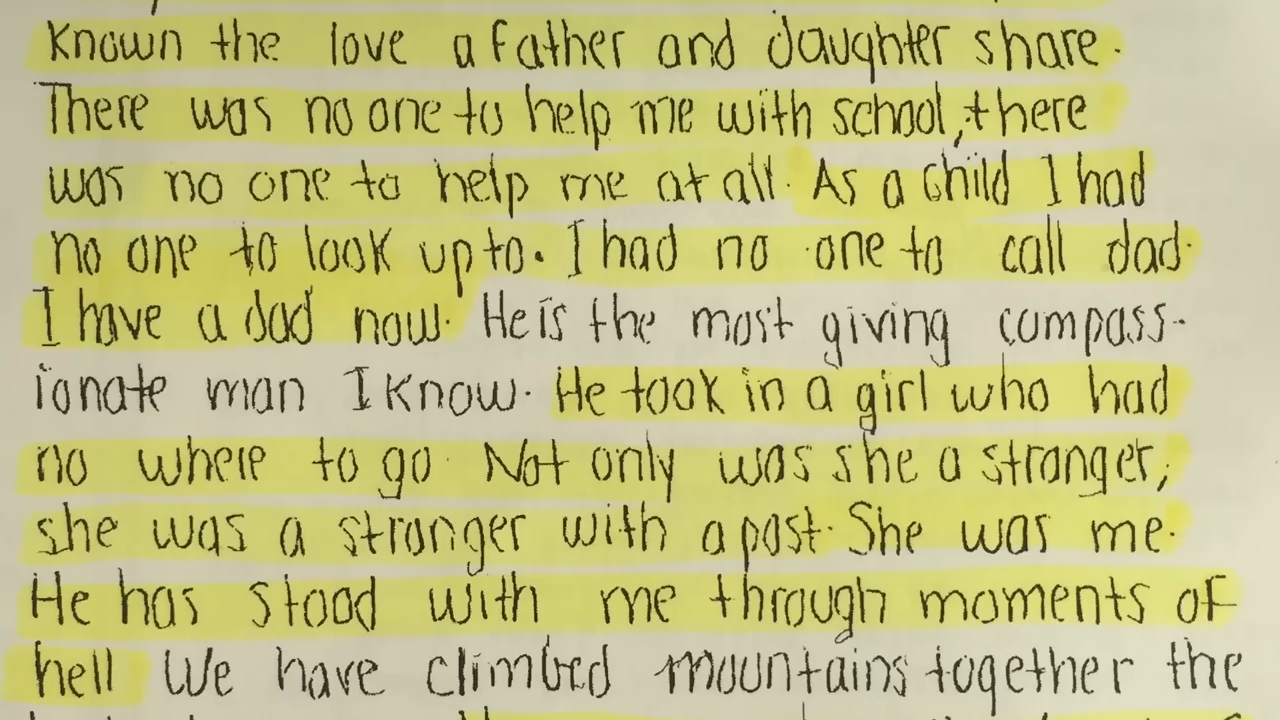 Known the love a father and daughter share.
There was no one to help me with school, there
was no one to help me at all. As a child I had
no one to look up to. I had no one to call dad.
I have a dad now. He is the most giving compass-
ionate man I know. He took in a girl who had
no where to go. Not only was she a stranger,
she was a stranger with a past. She was me.
He has stood with me through moments of
hell We have climbed mountains together the